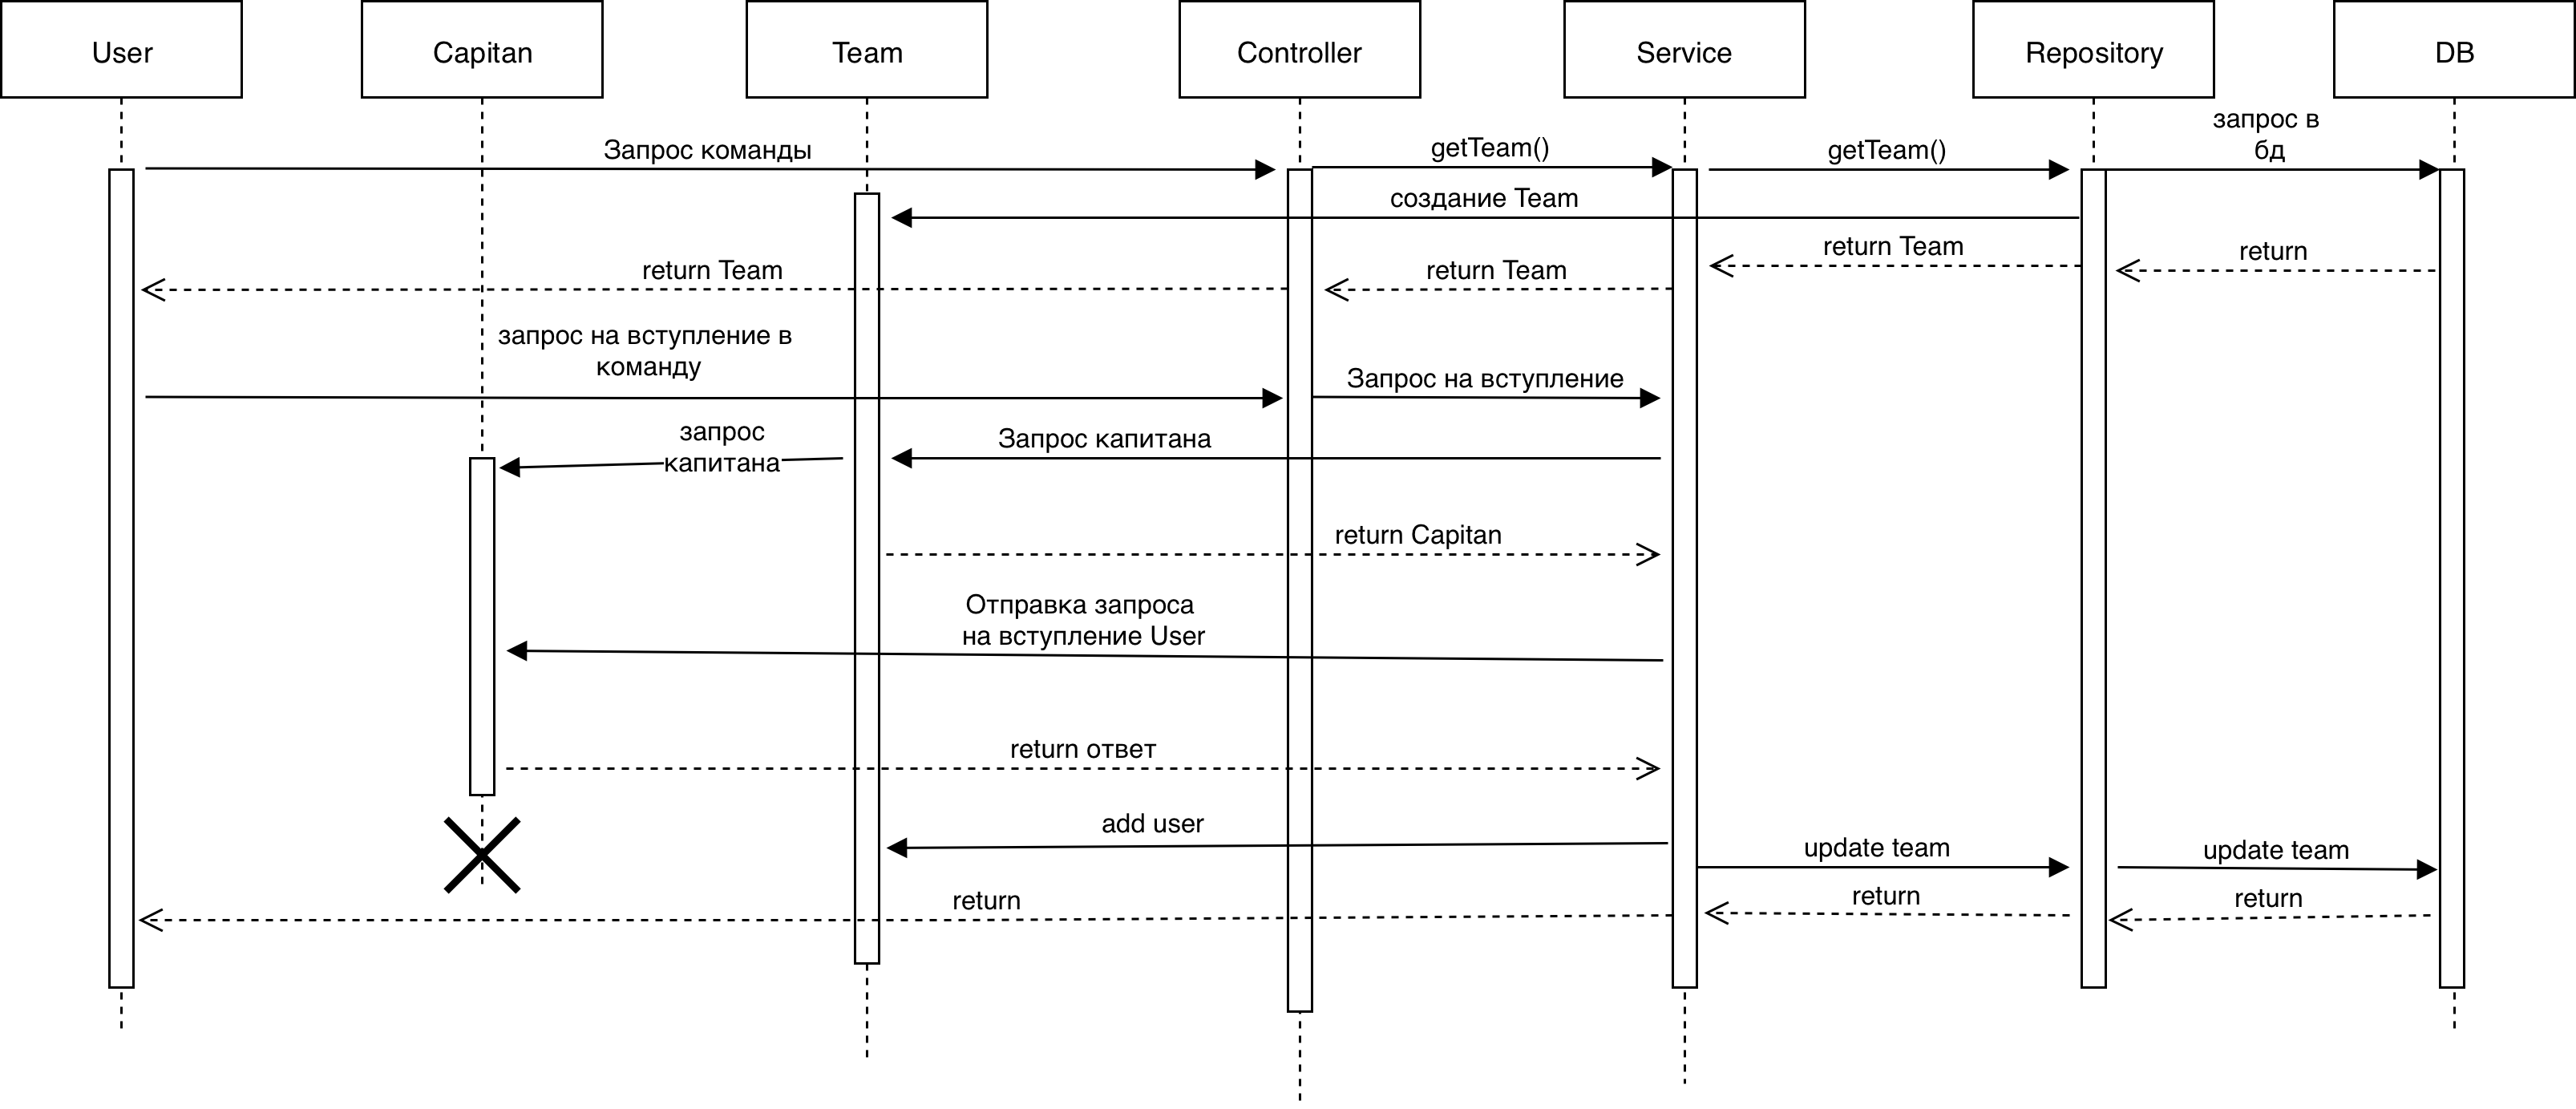 User
Capitan
Team
Controller
Service
Repository
DB
Запрос команды
getTeam()
getTeam()
запрос в
бд
создание Team
return Team
return Team
return Team
return
запрос на вступление в
команду
Запрос на вступление
запрос
капитана
Запрос капитана
return Capitan
Отправка запроса
на вступление User
return ответ
add user
update team
update team
return
return
return